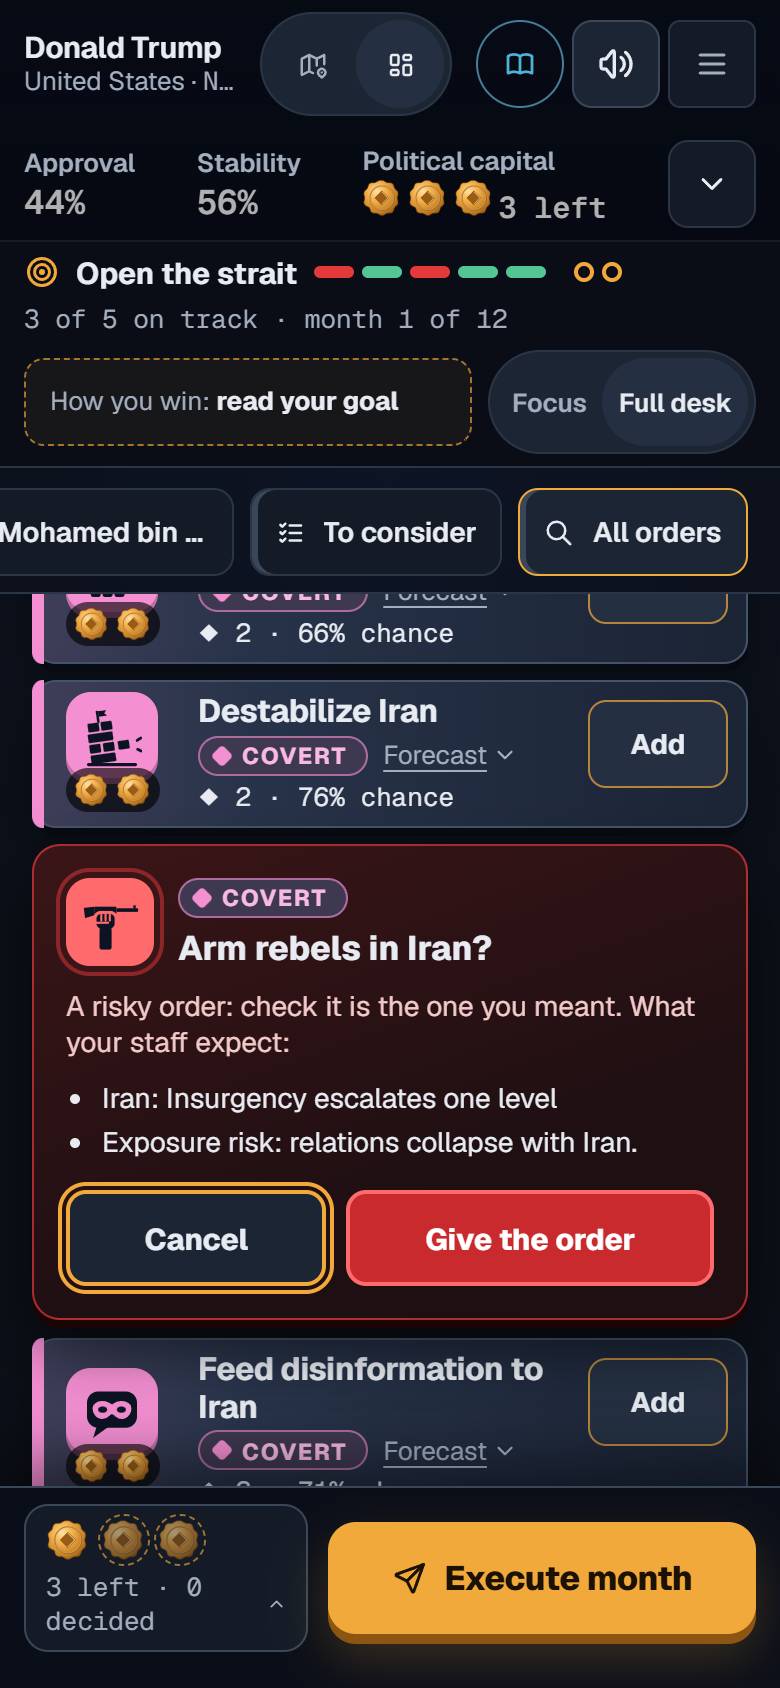 Donald Trump
United States · N...
Approval
44%
Stability
56%
Political capital
3 left
Open the strait
3 of 5 on track · month 1 of 12
How you win: read your goal
Focus
Full desk
Mohamed bin ...
To consider
All orders
COVERT
Forecast
2 · 66% chance
Destabilize Iran
COVERT
Forecast
2 · 76% chance
Add
COVERT
Arm rebels in Iran?
A risky order: check it is the one you meant. What
your staff expect:
• Iran: Insurgency escalates one level
• Exposure risk: relations collapse with Iran.
Cancel
Give the order
Feed disinformation to
Iran
COVERT
Forecast
Add
3 left · 0
decided
Execute month